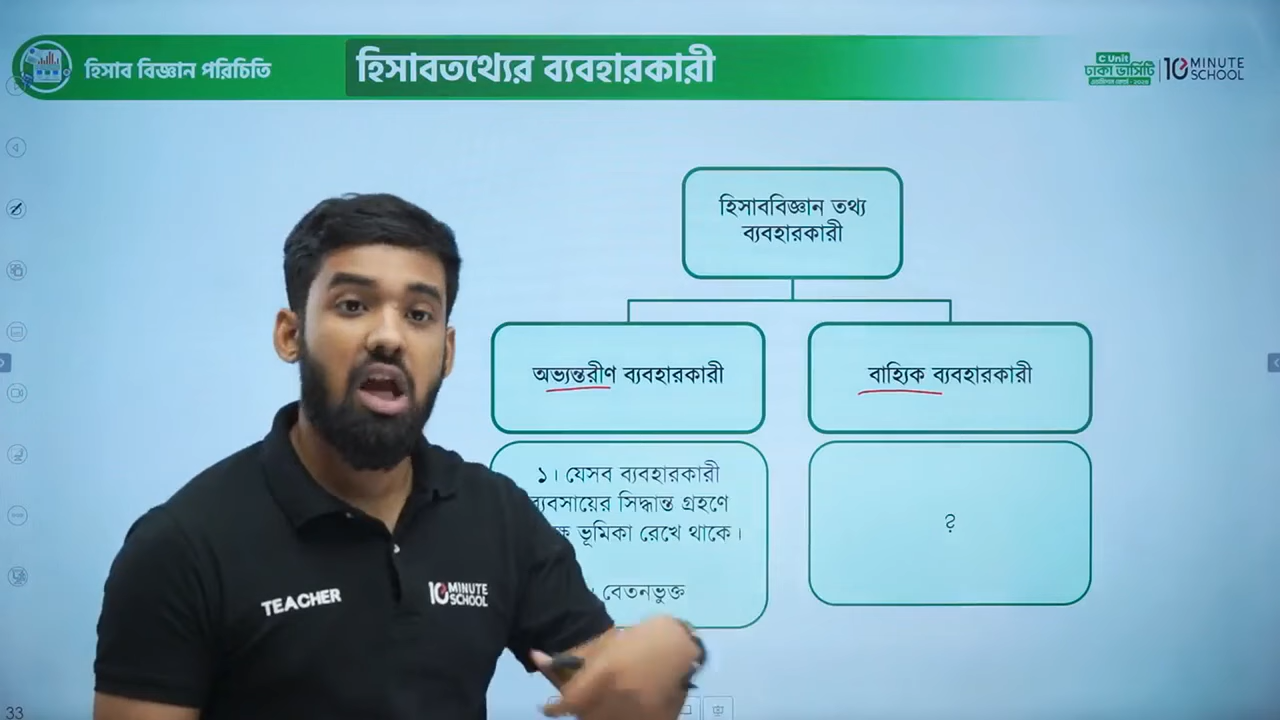 হিসাব বিজ্ঞান পরিচিতি
হিসাবতথ্যের ব্যবহারকারী
C Unit
ঢাকা ভার্সিটি
10 MINUTE SCHOOL
হিসাববিজ্ঞান তথ্য
ব্যবহারকারী
অভ্যন্তরীণ ব্যবহারকারী
বাহ্যিক ব্যবহারকারী
১। যেসব ব্যবহারকারী
ব্যবসায়ের সিদ্ধান্ত গ্রহণে
ভূমিকা রেখে থাকে।
বেতনভুক্ত
?
TEACHER
10 MINUTE SCHOOL
33